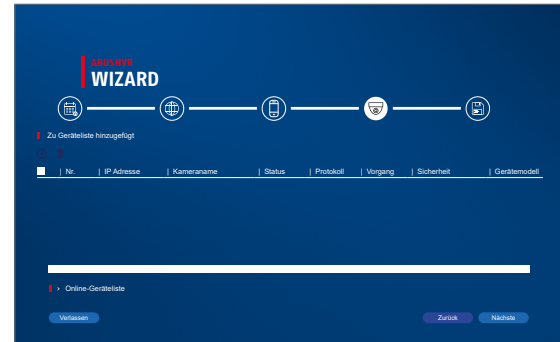 ABUS NVR
WIZARD
Zu Geräteliste hinzugefügt
| Nr. | IP Adresse | Kameraname | Status | Protokoll | Vorgang | Sicherheit | Gerätemodell
› Online-Geräteliste
Verlassen Zurück Nächste